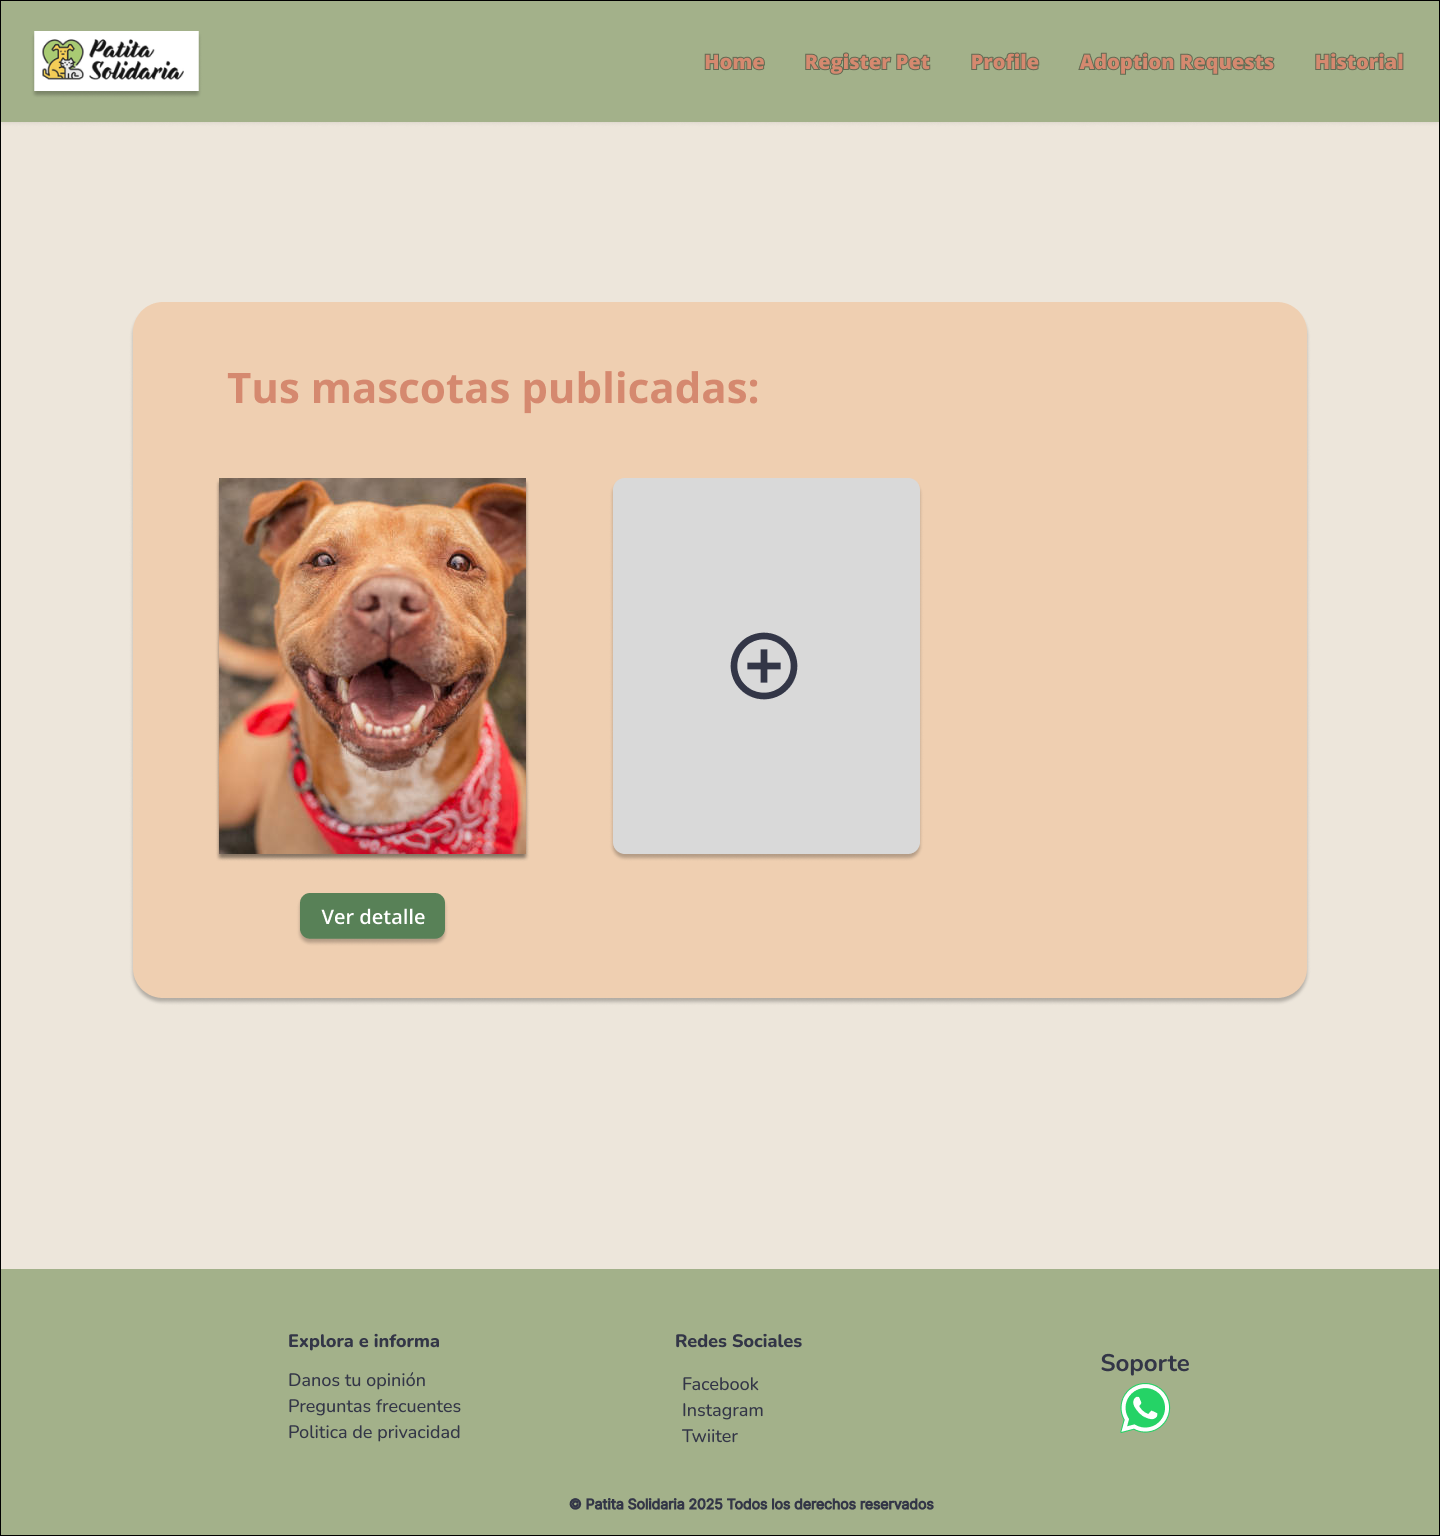 Patita
Solidaria
Home Register Pet Profile Adoption Requests Historial
Tus mascotas publicadas:
Ver detalle
Explora e informa
Danos tu opinión
Preguntas frecuentes
Politica de privacidad
Redes Sociales
Facebook
Instagram
Twiiter
Soporte
© Patita Solidaria 2025 Todos los derechos reservados